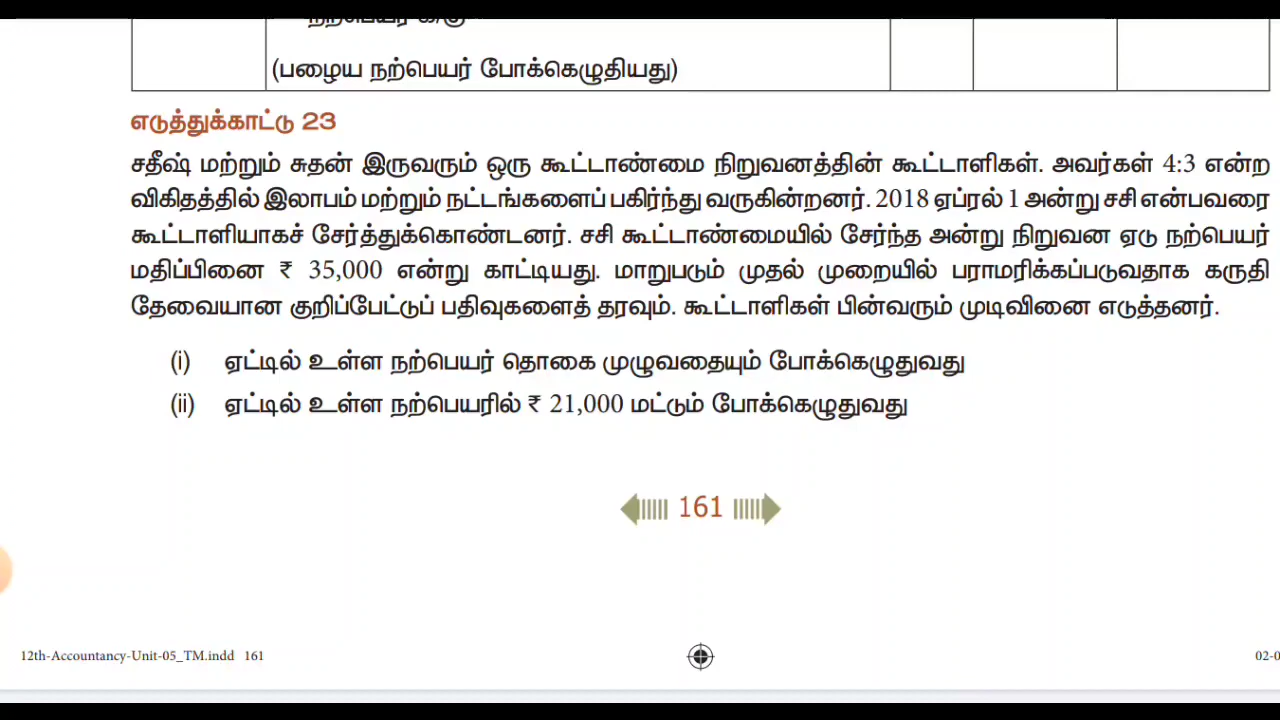 (பழைய நற்பெயர் போக்கெழுதியது)
எடுத்துக்காட்டு 23
சதீஷ் மற்றும் சுதன் இருவரும் ஒரு கூட்டாண்மை நிறுவனத்தின் கூட்டாளிகள். அவர்கள் 4:3 என்ற
விகிதத்தில் இலாபம் மற்றும் நட்டங்களைப் பகிர்ந்து வருகின்றனர். 2018 ஏப்ரல் 1 அன்று சசி என்பவரை
கூட்டாளியாகச் சேர்த்துக்கொண்டனர். சசி கூட்டாண்மையில் சேர்ந்த அன்று நிறுவன ஏடு நற்பெயர்
மதிப்பினை ₹ 35,000 என்று காட்டியது. மாறுபடும் முதல் முறையில் பராமரிக்கப்படுவதாக கருதி
தேவையான குறிப்பேட்டுப் பதிவுகளைத் தரவும். கூட்டாளிகள் பின்வரும் முடிவினை எடுத்தனர்.
(i) ஏட்டில் உள்ள நற்பெயர் தொகை முழுவதையும் போக்கெழுதுவது
(ii) ஏட்டில் உள்ள நற்பெயரில் ₹ 21,000 மட்டும் போக்கெழுதுவது
161
12th-Accountancy-Unit-05_TM.indd 161
02-0